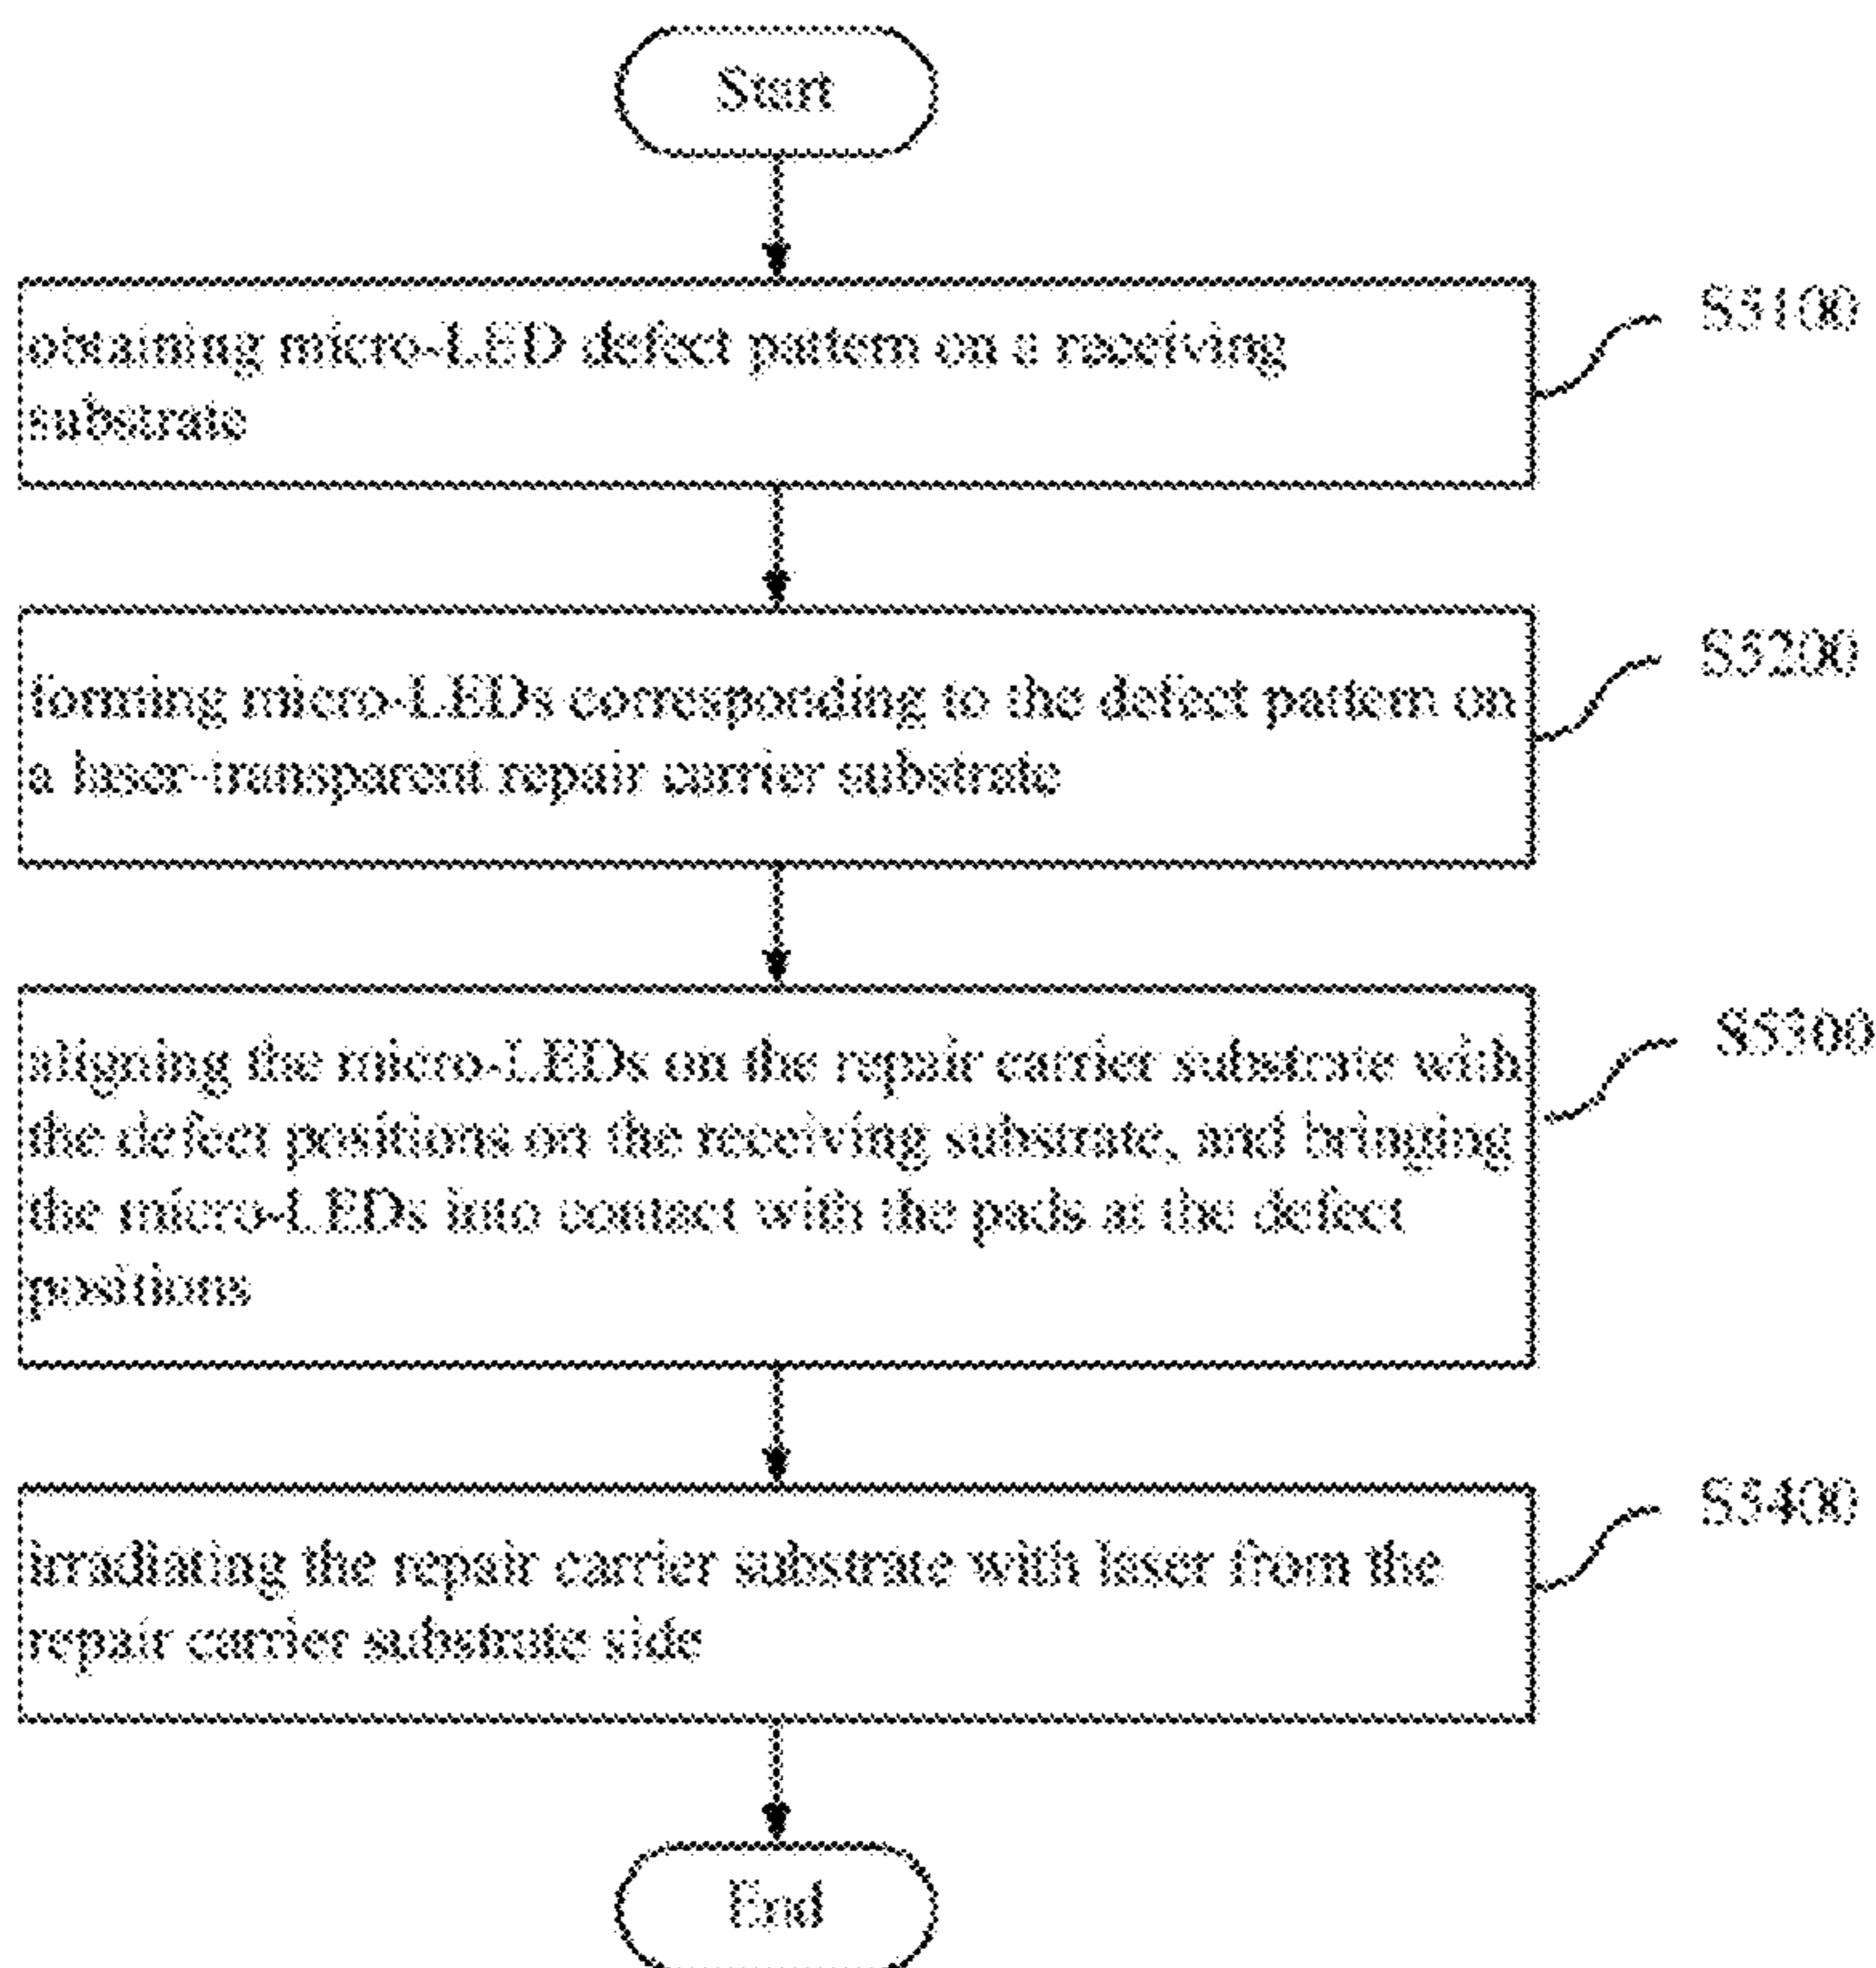 Start
obtaining micro-LED defect pattern on a receiving
substrate
S5100
forming micro-LEDs corresponding to the defect pattern on
a laser-transparent repair carrier substrate
S5200
aligning the micro-LEDs on the repair carrier substrate with
the defect positions on the receiving substrate, and bringing
the micro-LEDs into contact with the pads at the defect
positions
S5300
irradiating the repair carrier substrate with laser from the
repair carrier substrate side
S5400
End